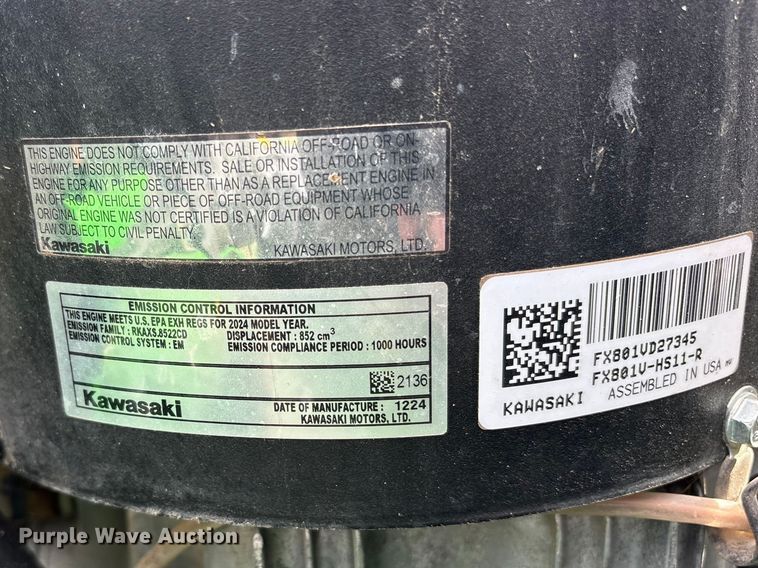 THIS ENGINE DOES NOT COMPLY WITH CALIFORNIA OFF-ROAD OR ON-
HIGHWAY EMISSION REQUIREMENTS. SALE OR INSTALLATION OF THIS
ENGINE FOR ANY PURPOSE OTHER THAN AS A REPLACEMENT ENGINE IN
AN OFF-ROAD VEHICLE OR PIECE OF OFF-ROAD EQUIPMENT WHOSE
ORIGINAL ENGINE WAS NOT CERTIFIED IS A VIOLATION OF CALIFORNIA
LAW SUBJECT TO CIVIL PENALTY.
Kawasaki KAWASAKI MOTORS, LTD.
EMISSION CONTROL INFORMATION
THIS ENGINE MEETS U.S. EPA EXH REGS FOR 2024 MODEL YEAR.
EMISSION FAMILY : RKAXS.8522CD DISPLACEMENT : 852 cm³
EMISSION CONTROL SYSTEM : EM EMISSION COMPLIANCE PERIOD : 1000 HOURS
2136
Kawasaki DATE OF MANUFACTURE : 1224
KAWASAKI MOTORS, LTD.
FX801VD27345
FX801V-HS11-R
KAWASAKI ASSEMBLED IN USA MW
Purple Wave Auction